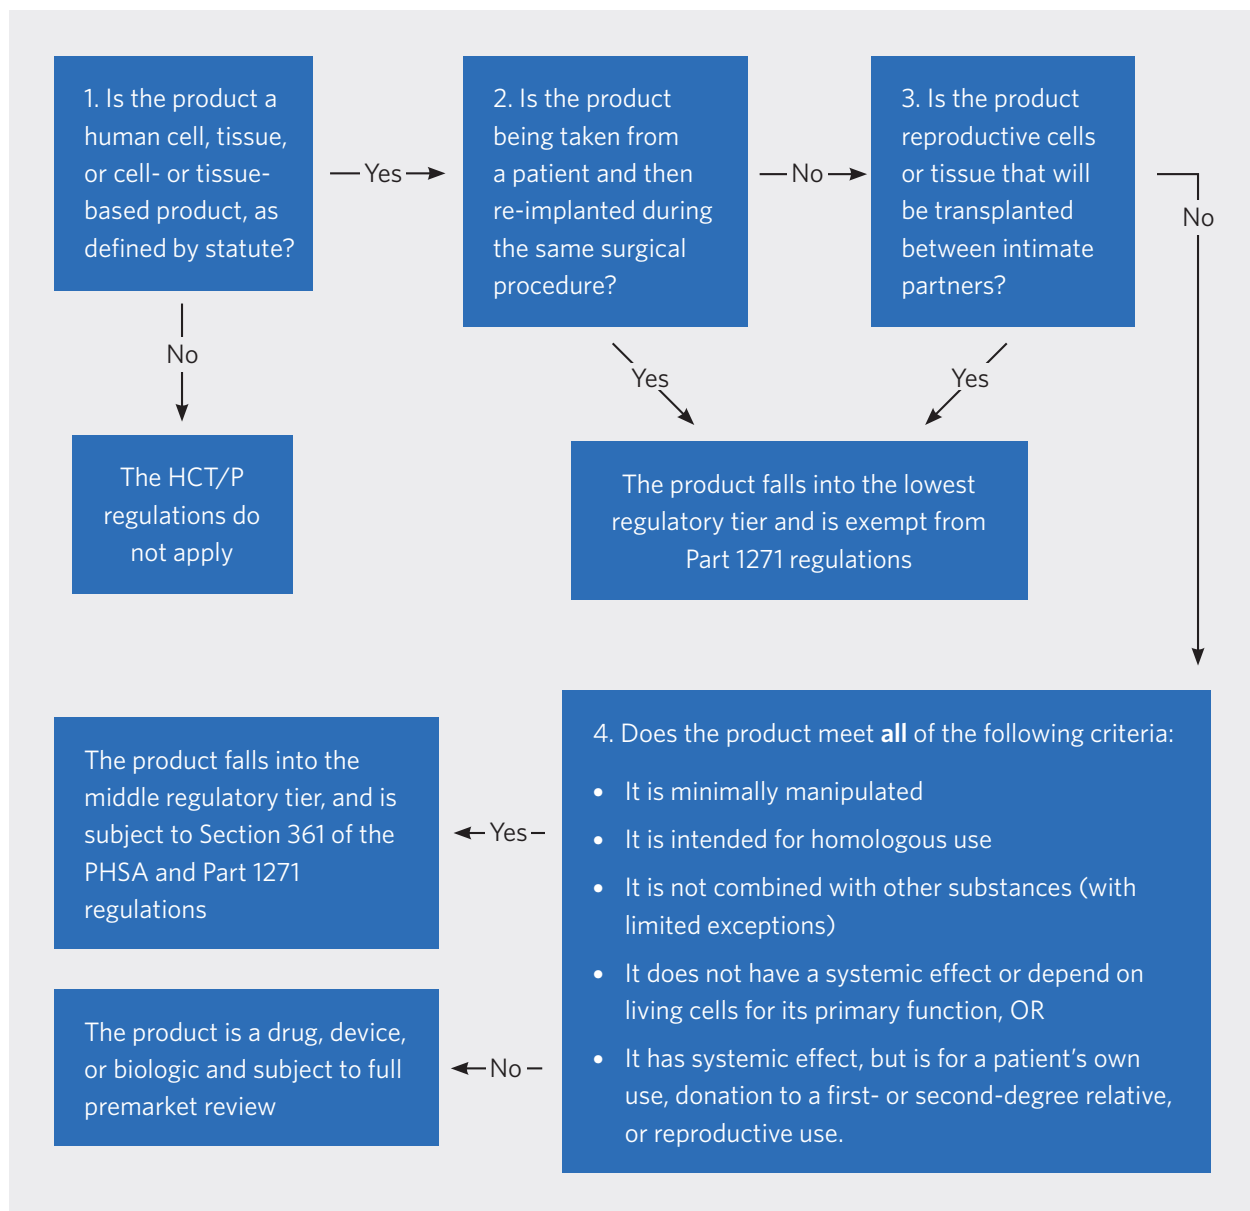 1. Is the product a
human cell, tissue,
or cell- or tissue-
based product, as
defined by statute?
Yes
2. Is the product
being taken from
a patient and then
re-implanted during
the same surgical
procedure?
No
3. Is the product
reproductive cells
or tissue that will
be transplanted
between intimate
partners?
No
No
Yes
Yes
The HCT/P
regulations do
not apply
The product falls into the lowest
regulatory tier and is exempt from
Part 1271 regulations
4. Does the product meet all of the following criteria:
• It is minimally manipulated
• It is intended for homologous use
• It is not combined with other substances (with
limited exceptions)
• It does not have a systemic effect or depend on
living cells for its primary function, OR
• It has systemic effect, but is for a patient's own
use, donation to a first- or second-degree relative,
or reproductive use.
Yes
The product falls into the
middle regulatory tier, and is
subject to Section 361 of the
PHSA and Part 1271
regulations
No
The product is a drug, device,
or biologic and subject to full
premarket review